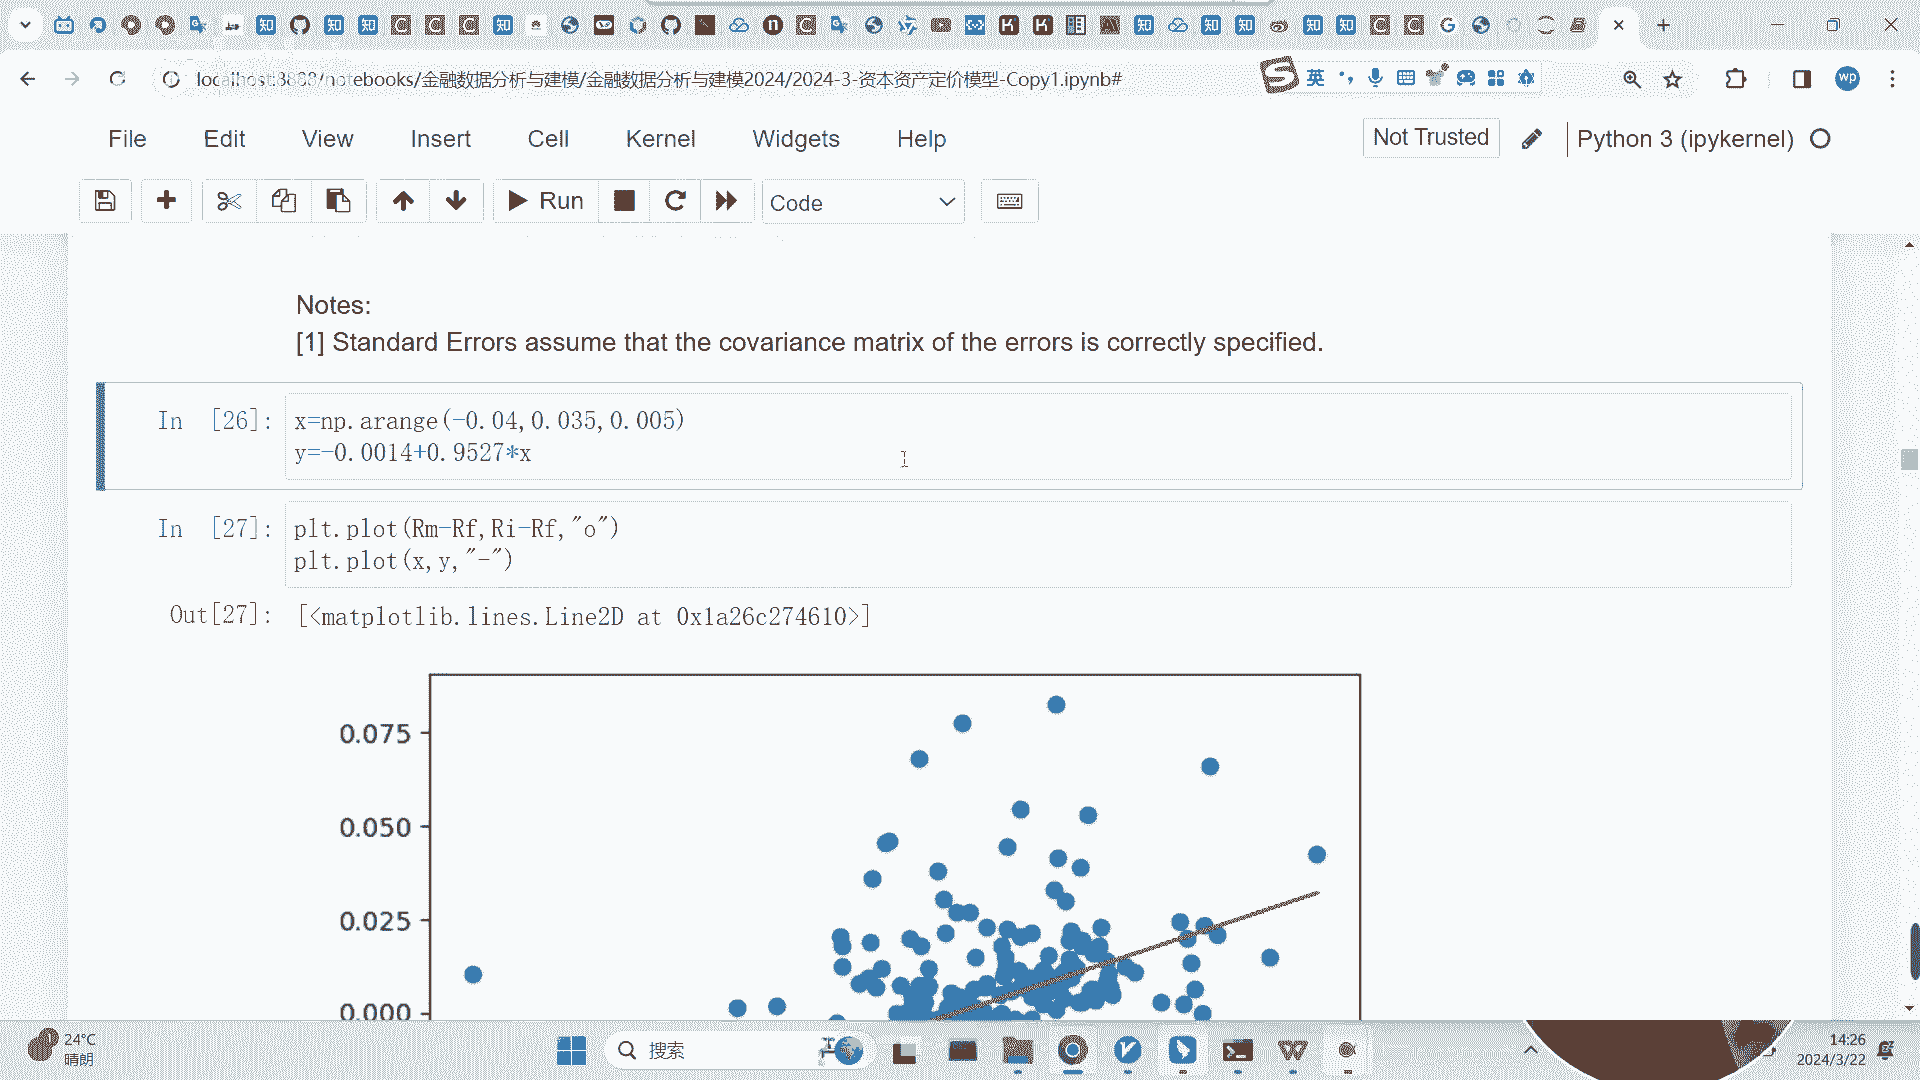 localhost:8888/notebooks/金融数据分析与建模/金融数据分析与建模2024/2024-3-资本资产定价模型-Copy1.ipynb#
英
wp
File Edit View Insert Cell Kernel Widgets Help
Not Trusted
Python 3 (ipykernel)
Run
Code
Notes:
[1] Standard Errors assume that the covariance matrix of the errors is correctly specified.
In [26]:
x=np.arange(-0.04,0.035,0.005)
y=-0.0014+0.9527*x
In [27]:
plt.plot(Rm-Rf,Ri-Rf,"o")
plt.plot(x,y,"-")
Out[27]:
[<matplotlib.lines.Line2D at 0x1a26c274610>]
0.075
0.050
0.025
0.000
24°C
晴朗
搜索
14:26
2024/3/22